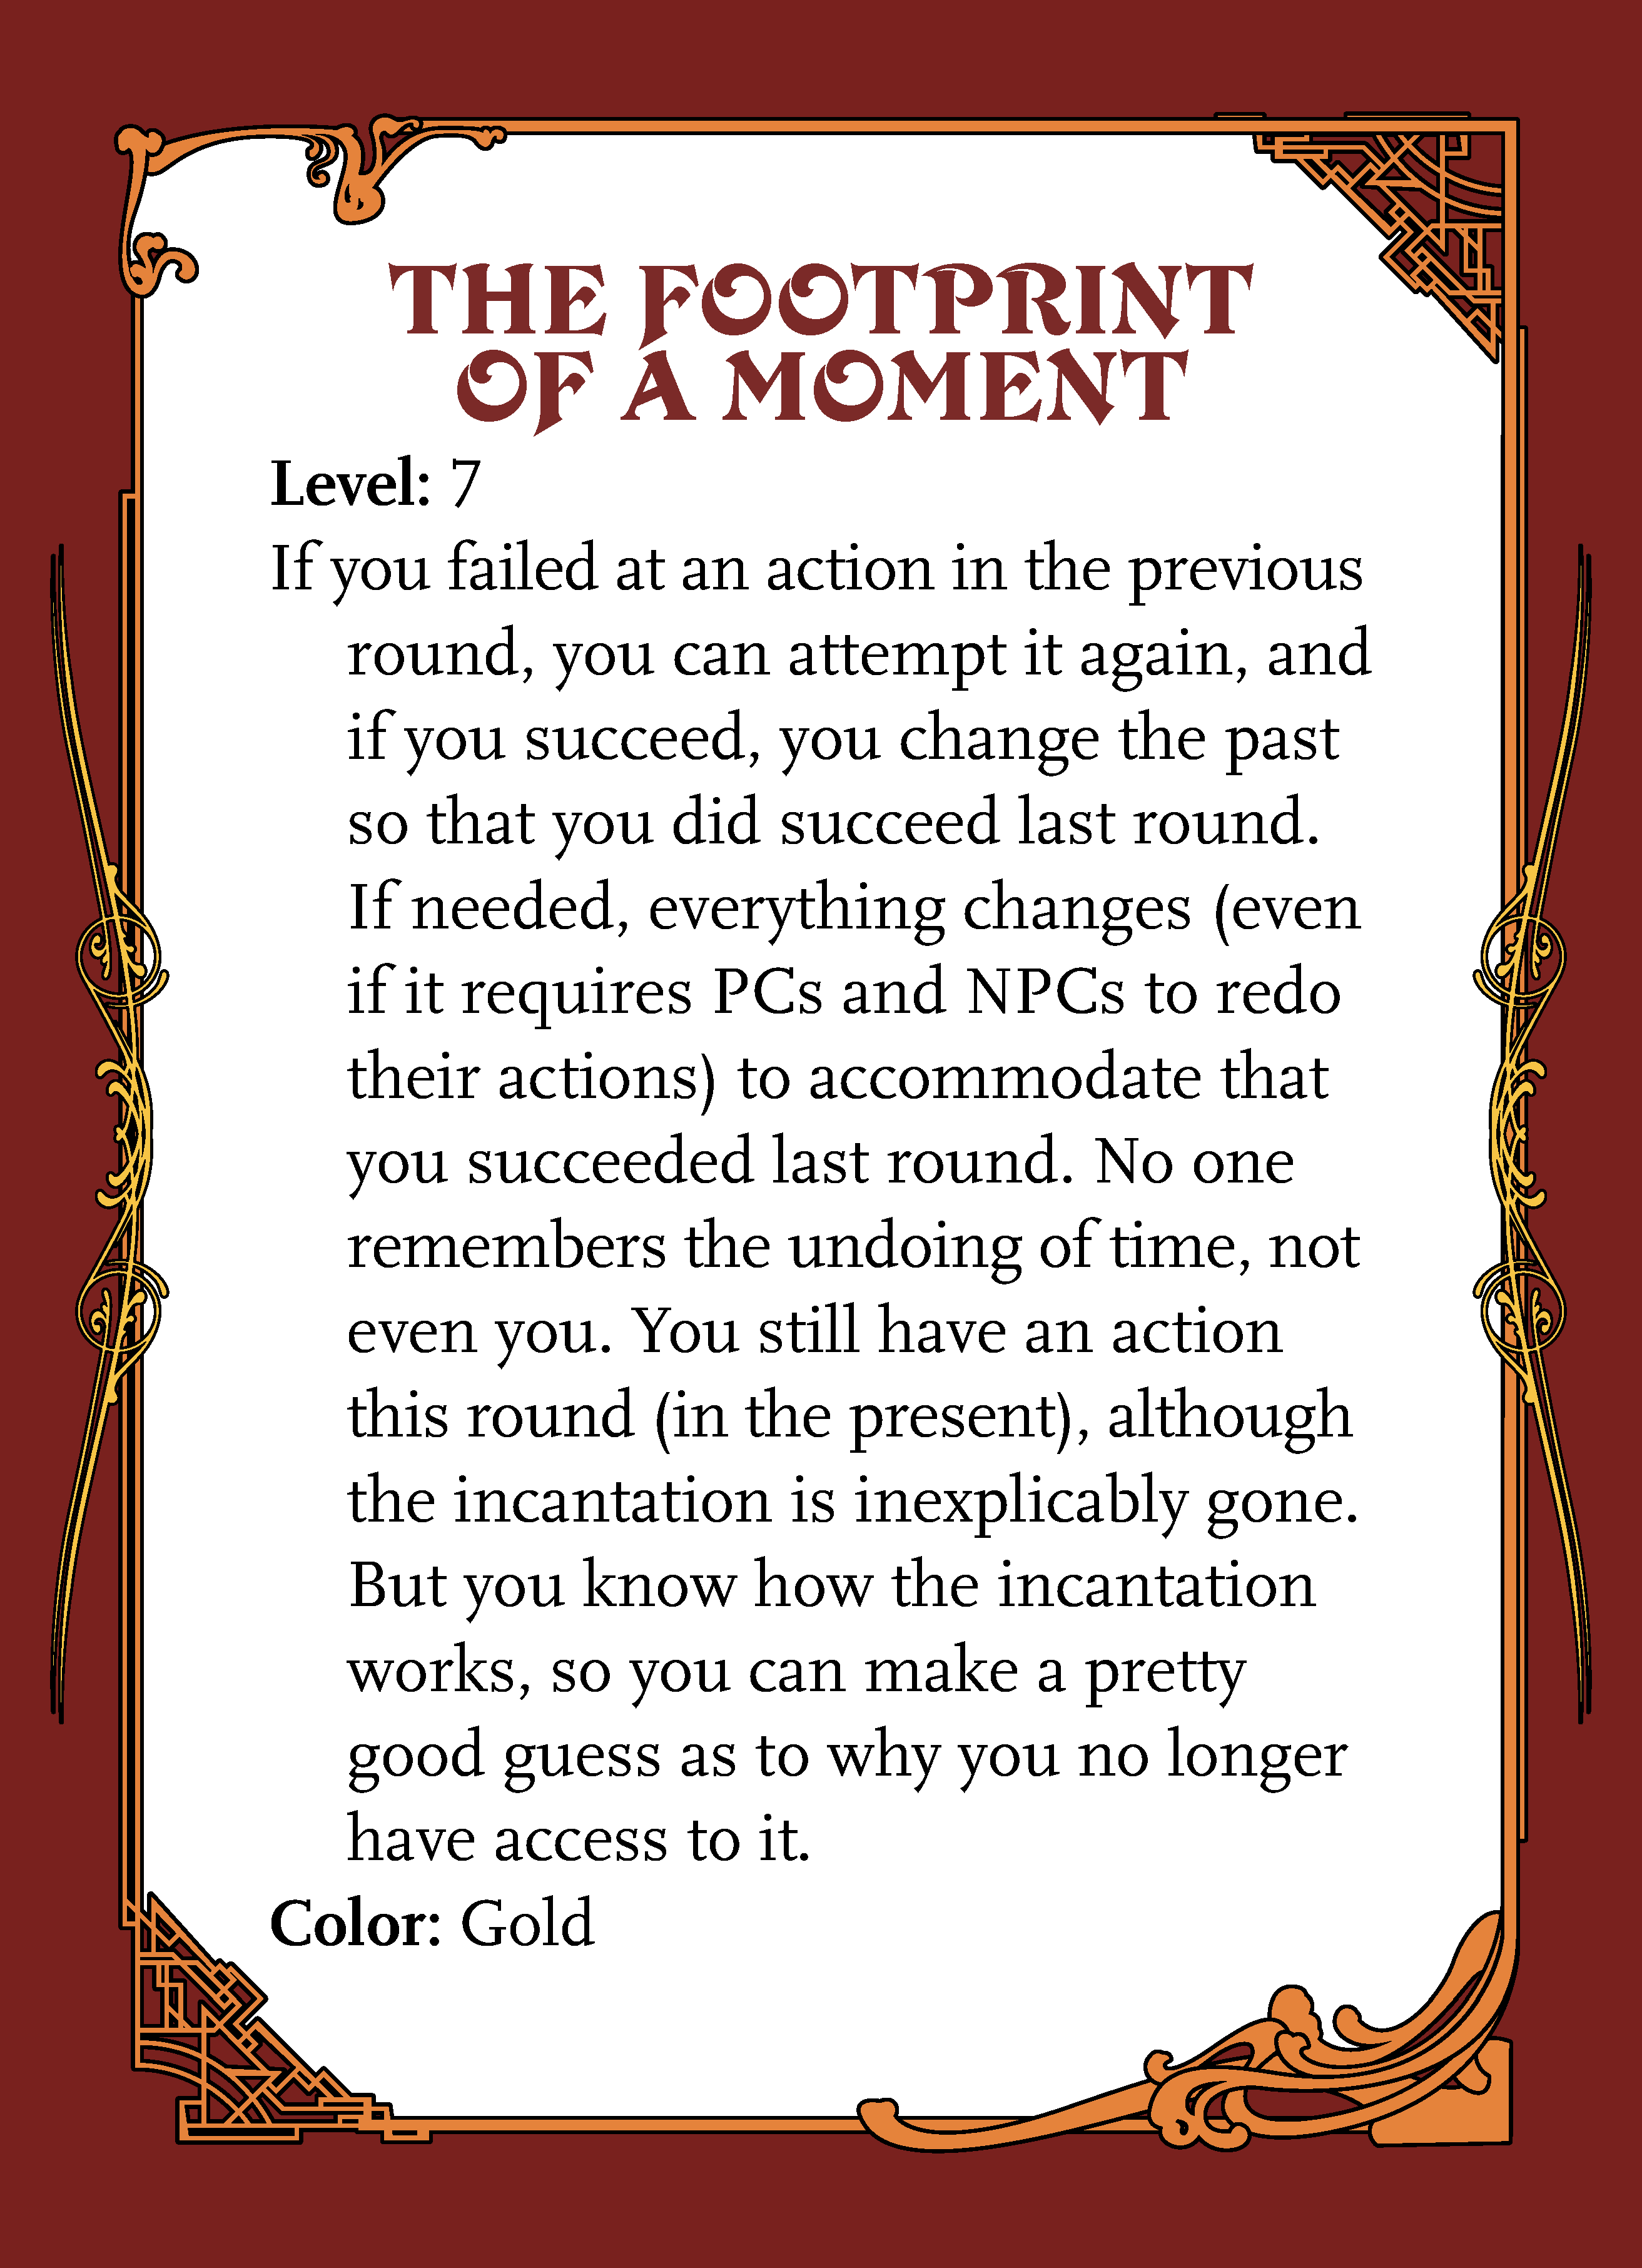 THE FOOTPRINT
OF A MOMENT
Level: 7
If you failed at an action in the previous
round, you can attempt it again, and
if you succeed, you change the past
so that you did succeed last round.
If needed, everything changes (even
if it requires PCs and NPCs to redo
their actions) to accommodate that
you succeeded last round. No one
remembers the undoing of time, not
even you. You still have an action
this round (in the present), although
the incantation is inexplicably gone.
But you know how the incantation
works, so you can make a pretty
good guess as to why you no longer
have access to it.
Color: Gold